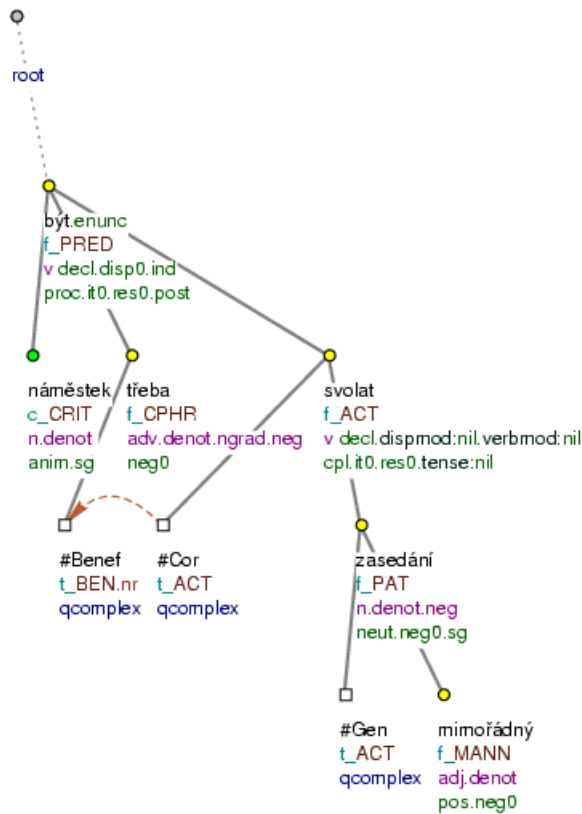 root
být.enunc
f_PRED
v decl.disp0.ind
proc.it0.res0.post
náměstek
c_CRIT
n.denot
anim.sg
třeba
f_CPHR
adv.denot.ngrad.neg
neg0
svolat
f_ACT
v decl.dispmod:nil.verbmod:nil
cpl.it0.res0.tense:nil
#Benef
t_BEN.nr
qcomplex
#Cor
t_ACT
qcomplex
zasedání
f_PAT
n.denot.neg
neut.neg0.sg
#Gen
t_ACT
qcomplex
mimořádný
f_MANN
adj.denot
pos.neg0